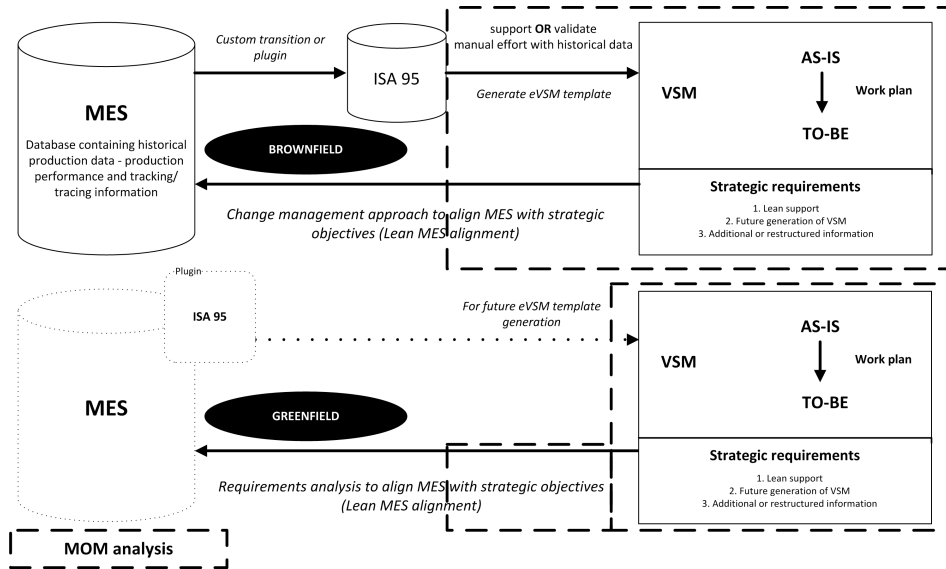 MES
Database containing historical
production data - production
performance and tracking/
tracing information
Custom transition or
plugin
ISA 95
support OR validate
manual effort with historical data
Generate eVSM template
BROWNFIELD
Change management approach to align MES with strategic
objectives (Lean MES alignment)
VSM
AS-IS
Work plan
TO-BE
Strategic requirements
1. Lean support
2. Future generation of VSM
3. Additional or restructured information
MES
Plugin
ISA 95
For future eVSM template
generation
GREENFIELD
Requirements analysis to align MES with strategic objectives
(Lean MES alignment)
VSM
AS-IS
Work plan
TO-BE
Strategic requirements
1. Lean support
2. Future generation of VSM
3. Additional or restructured information
MOM analysis